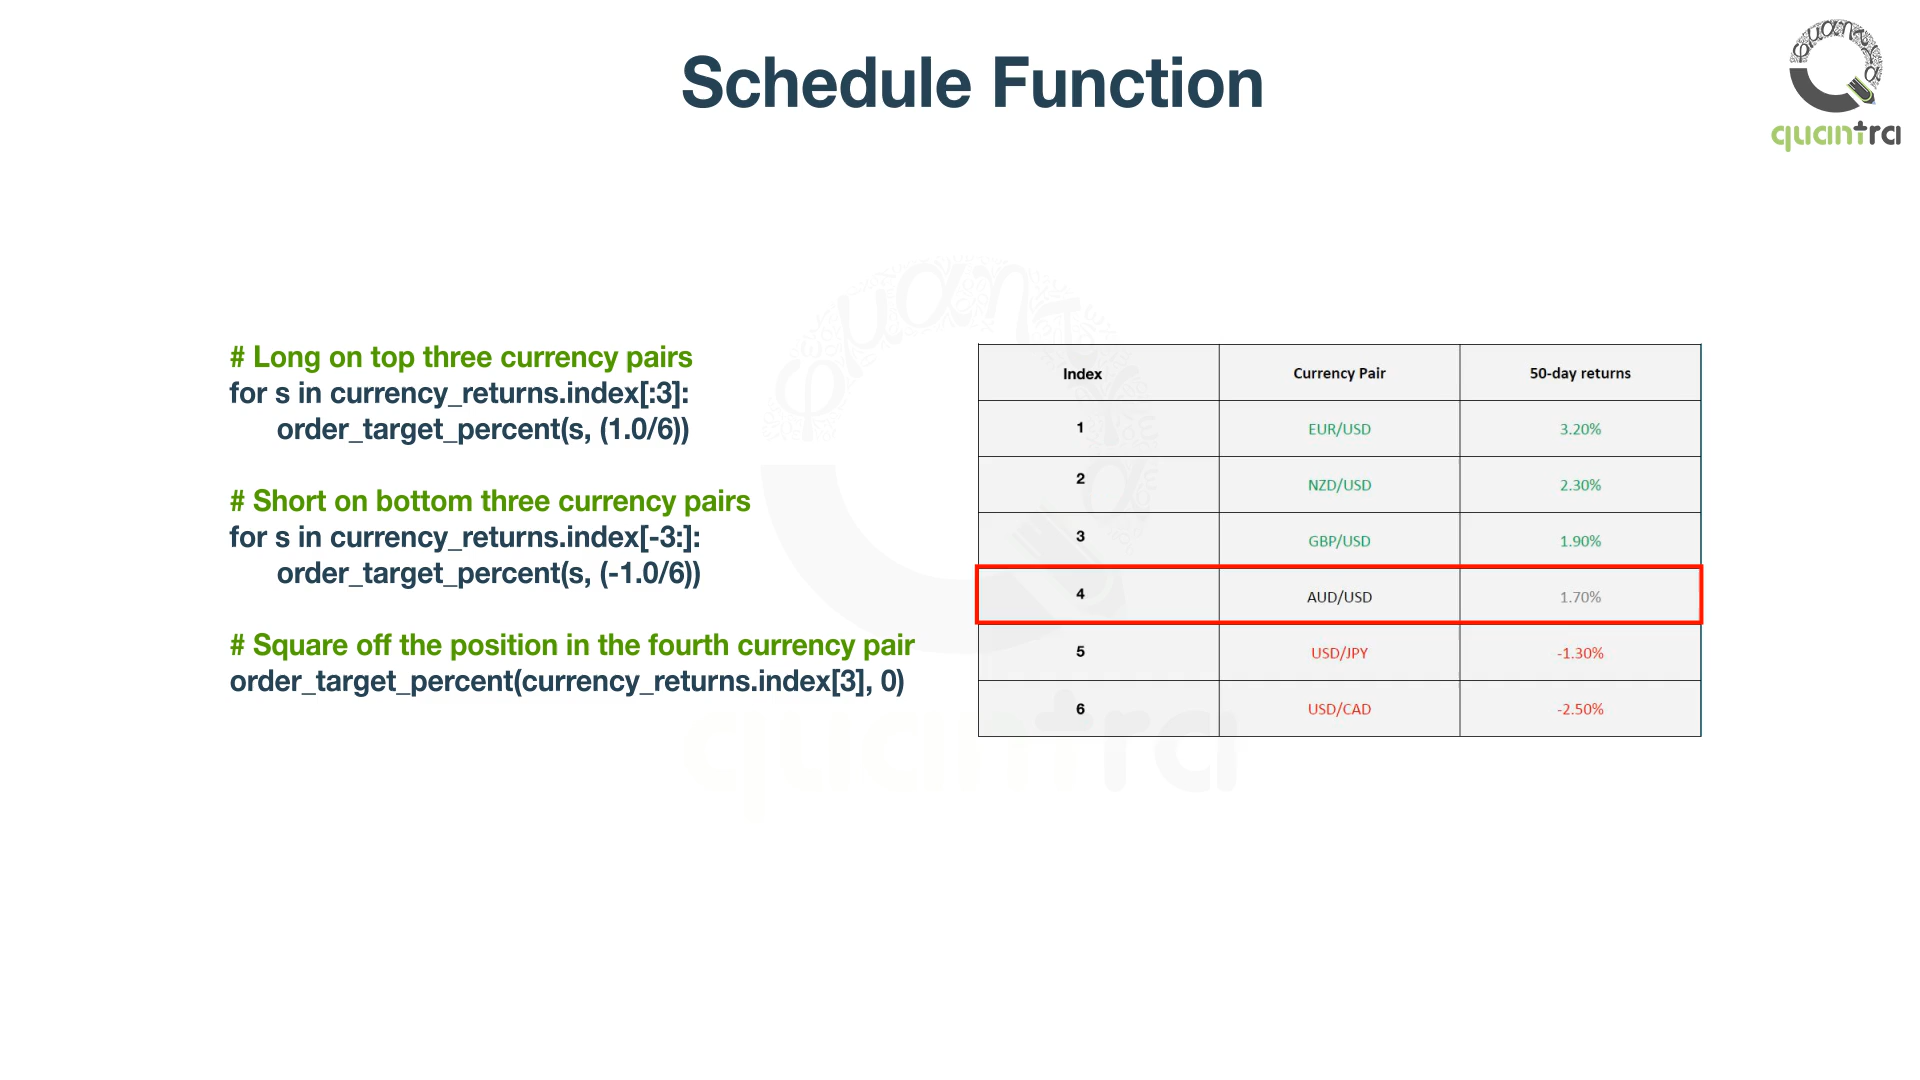 Schedule Function
quantra
# Long on top three currency pairs
for s in currency_returns.index[:3]:
order_target_percent(s, (1.0/6))
# Short on bottom three currency pairs
for s in currency_returns.index[-3:]:
order_target_percent(s, (-1.0/6))
# Square off the position in the fourth currency pair
order_target_percent(currency_returns.index[3], 0)
Index Currency Pair 50-day returns
1 EUR/USD 3.20%
2 NZD/USD 2.30%
3 GBP/USD 1.90%
4 AUD/USD 1.70%
5 USD/JPY -1.30%
6 USD/CAD -2.50%
quantra